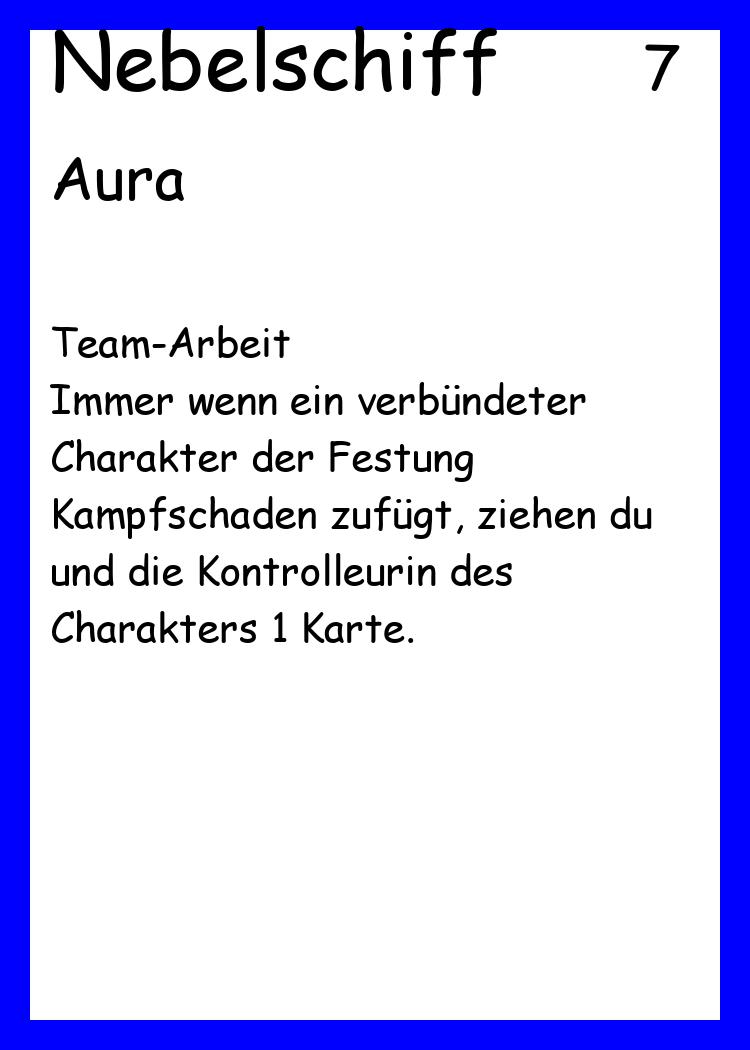 Nebelschiff 7
Aura
Team-Arbeit
Immer wenn ein verbündeter
Charakter der Festung
Kampfschaden zufügt, ziehen du
und die Kontrolleurin des
Charakters 1 Karte.